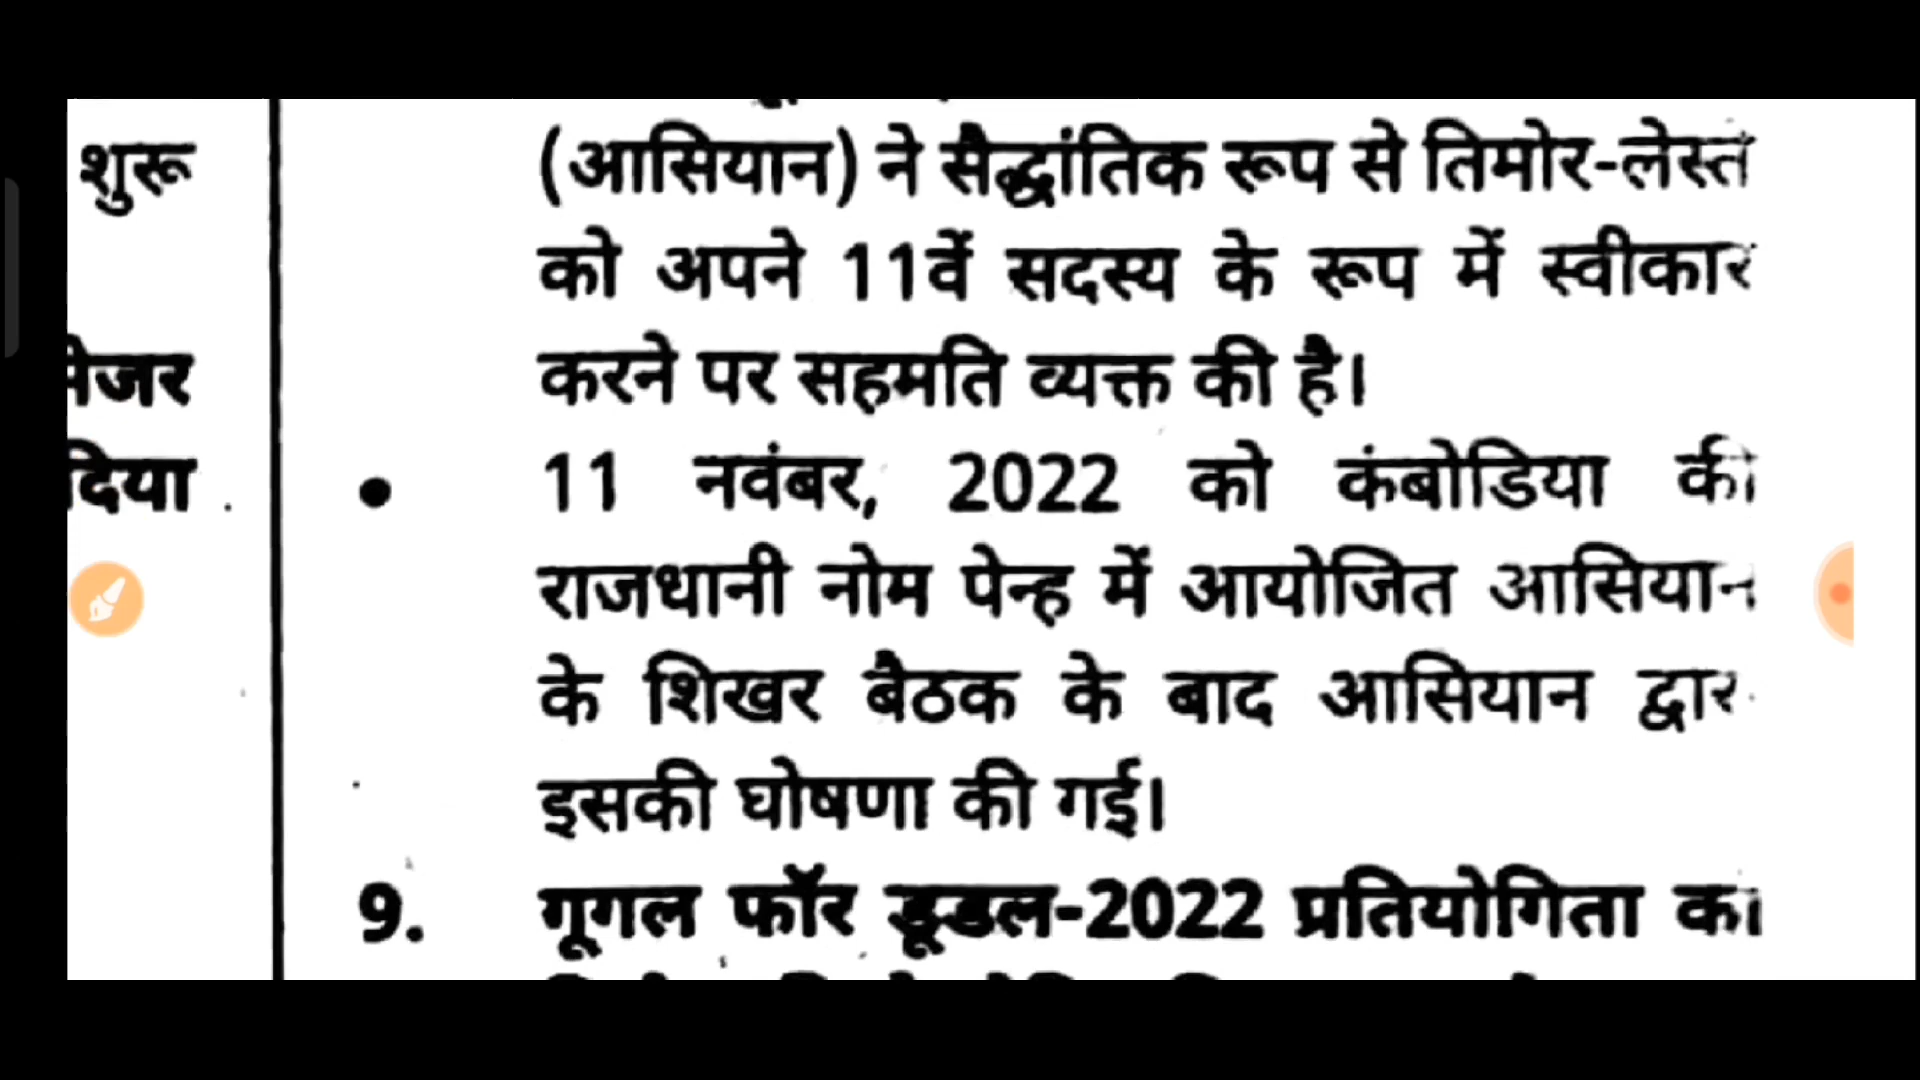 शुरू
दिया
(आसियान) ने सैद्धांतिक रूप से तिमोर-लेस्त
को अपने 11वें सदस्य के रूप में स्वीकार
करने पर सहमति व्यक्त की है।
• 11 नवंबर, 2022 को कंबोडिया की
राजधानी नोम पेन्ह में आयोजित आसियान
के शिखर बैठक के बाद आसियान द्वार
इसकी घोषणा की गई।
9. गूगल फॉर डूडल-2022 प्रतियोगिता का